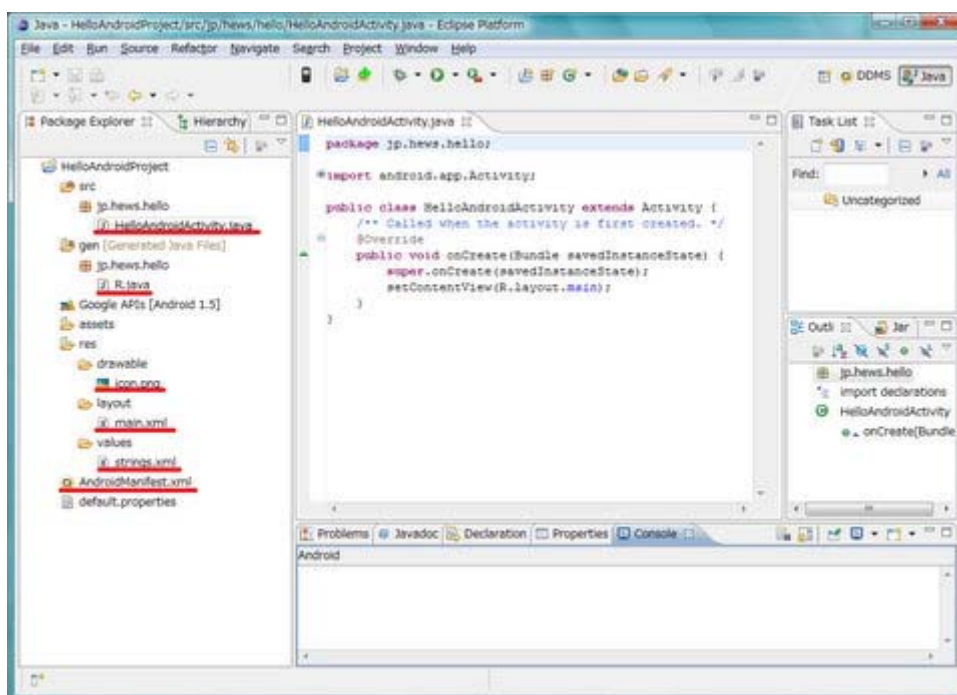 Java - HelloAndroidProject/src/jp/hews/hello/HelloAndroidActivity.java - Eclipse Platform
File Edit Run Source Refactor Navigate Search Project Window Help
DDMS Java
Package Explorer Hierarchy
HelloAndroidProject
src
jp.hews.hello
HelloAndroidActivity.java
gen [Generated Java Files]
jp.hews.hello
R.java
Google APIs [Android 1.5]
assets
res
drawable
icon.png
layout
main.xml
values
strings.xml
AndroidManifest.xml
default.properties
HelloAndroidActivity.java
package jp.hews.hello;
import android.app.Activity;
public class HelloAndroidActivity extends Activity {
/** Called when the activity is first created. */
@Override
public void onCreate(Bundle savedInstanceState) {
super.onCreate(savedInstanceState);
setContentView(R.layout.main);
}
}
Task List
Find: All
Uncategorized
Outli Jar
jp.hews.hello
import declarations
HelloAndroidActivity
onCreate(Bundle
Problems @ Javadoc Declaration Properties Console
Android